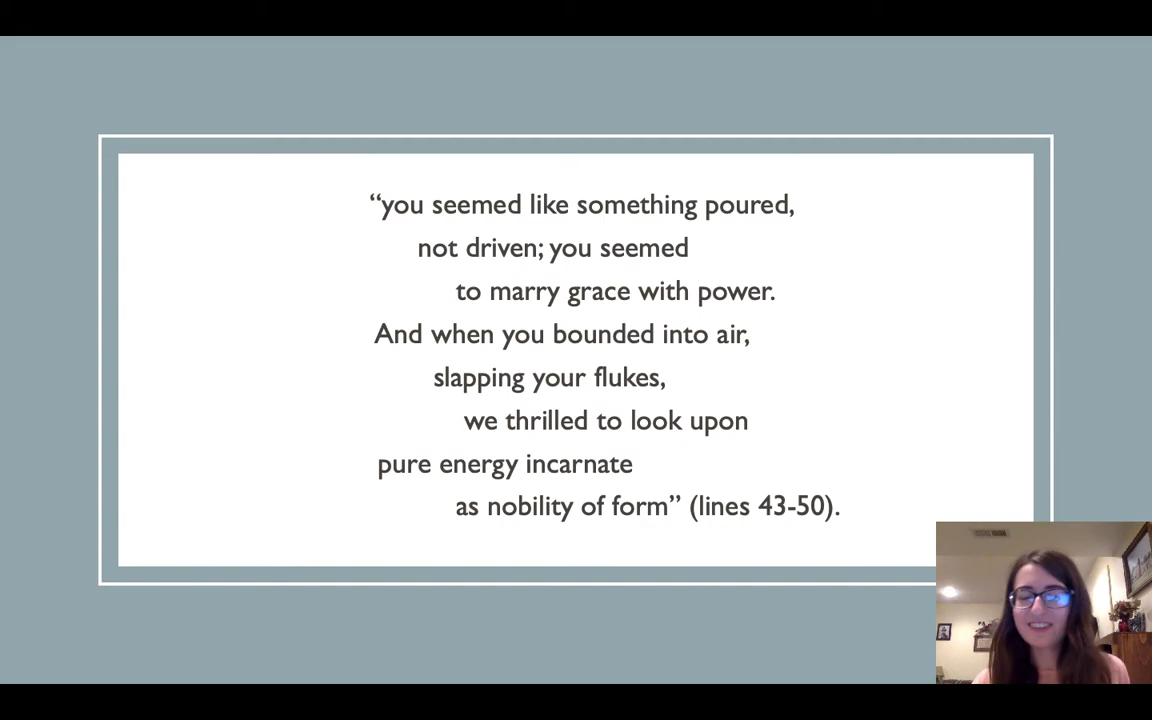 “you seemed like something poured,
not driven; you seemed
to marry grace with power.
And when you bounded into air,
slapping your flukes,
we thrilled to look upon
pure energy incarnate
as nobility of form” (lines 43-50).